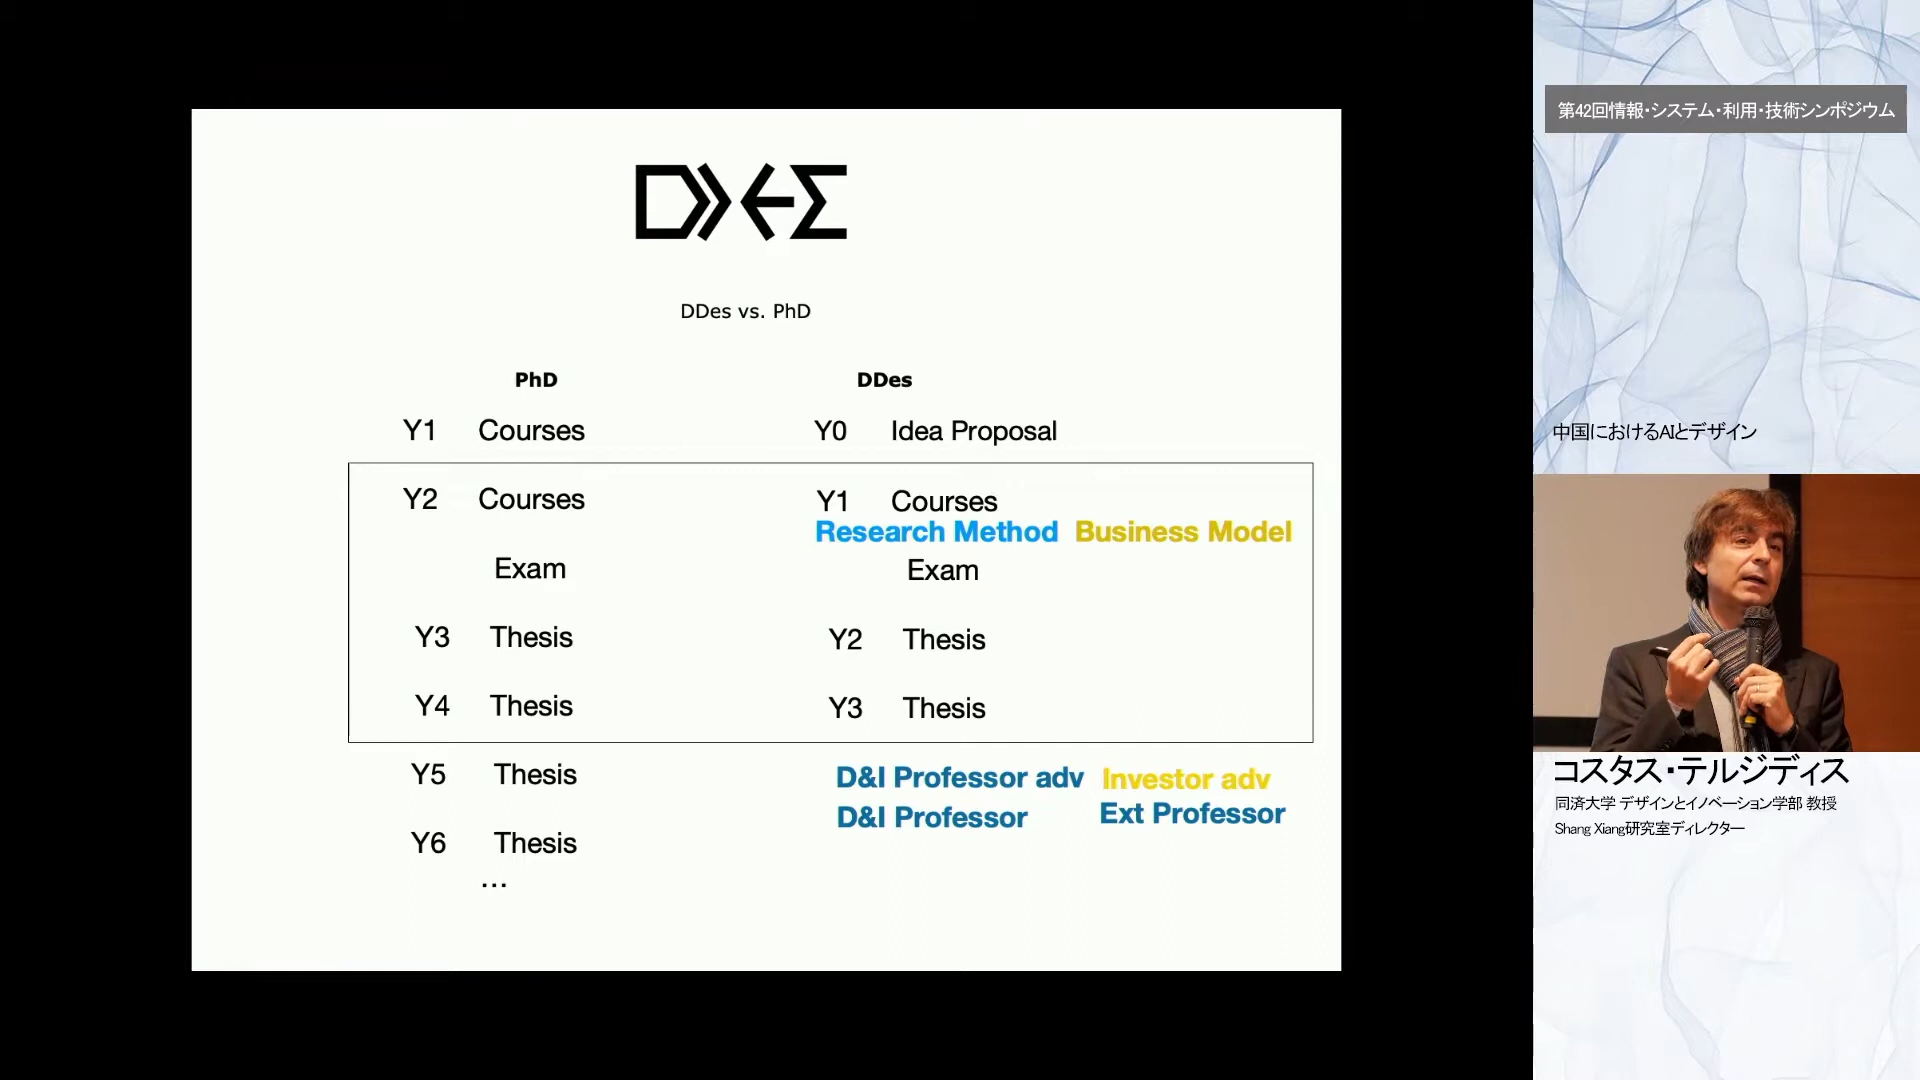 DDes vs. PhD
PhD DDes
Y1 Courses Y0 Idea Proposal
Y2 Courses Y1 Courses
Research Method Business Model
Exam Exam
Y3 Thesis Y2 Thesis
Y4 Thesis Y3 Thesis
Y5 Thesis D&I Professor adv Investor adv
D&I Professor Ext Professor
Y6 Thesis
...
第42回情報・システム・利用・技術シンポジウム
中国におけるAIとデザイン
コスタス・テルジディス
同済大学 デザインとイノベーション学部 教授
Shang Xiang研究室ディレクター